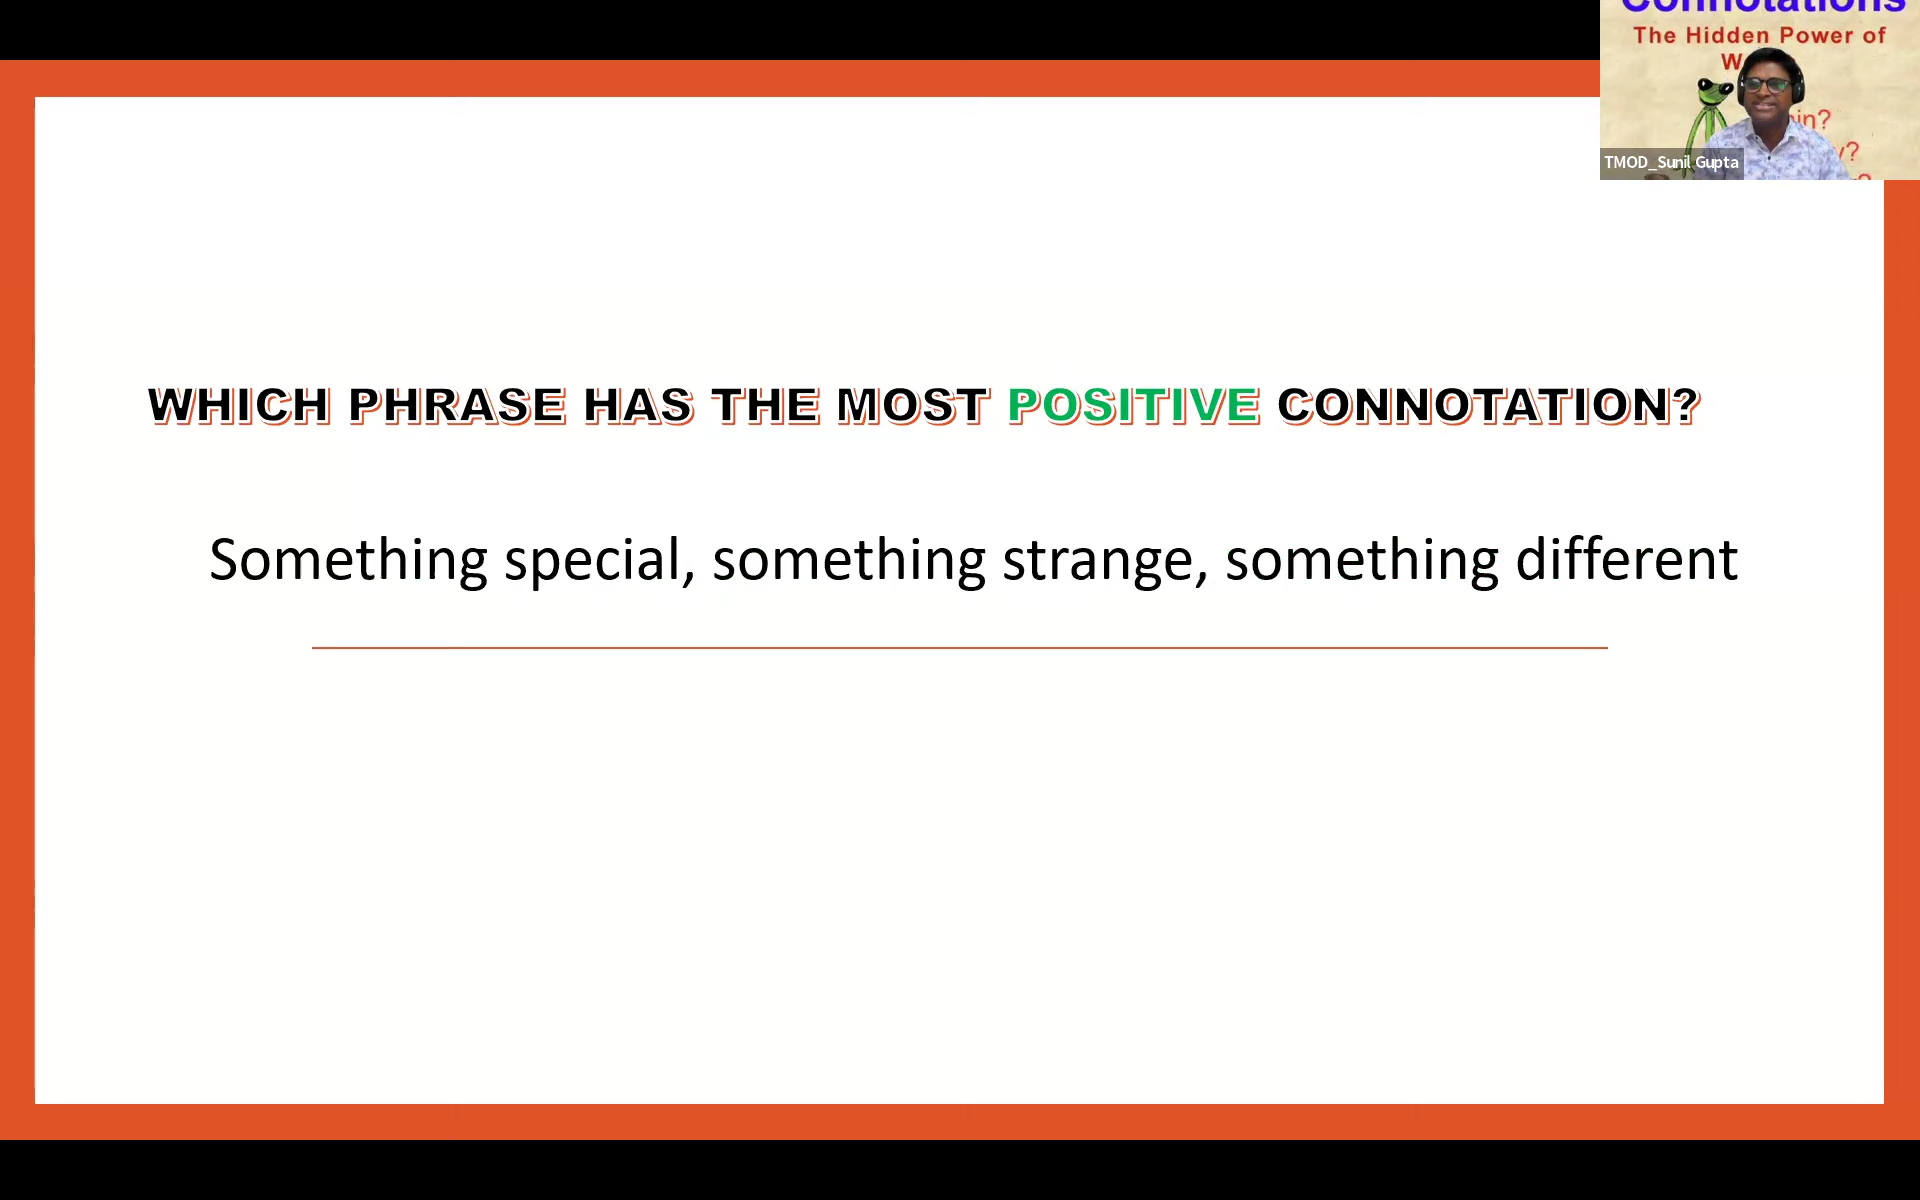 Connotations
The Hidden Power of
in?
?
TMOD_Sunil Gupta
WHICH PHRASE HAS THE MOST POSITIVE CONNOTATION?
Something special, something strange, something different